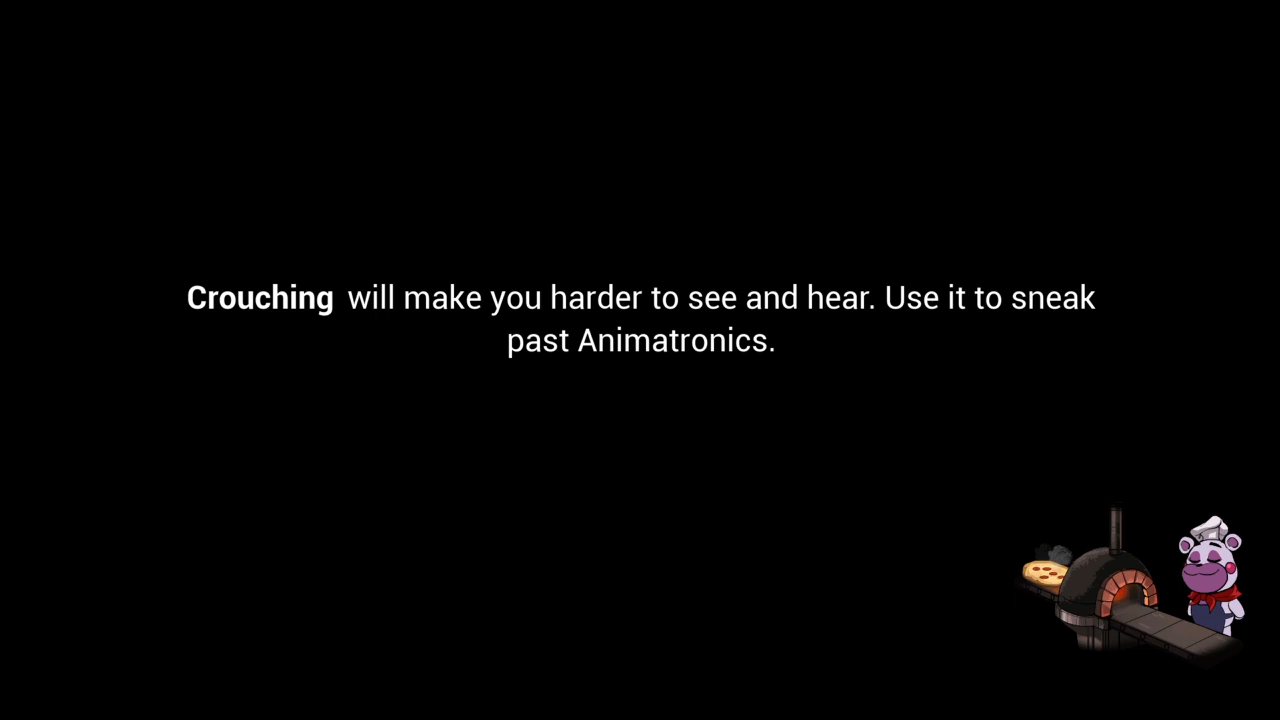 Crouching will make you harder to see and hear. Use it to sneak
past Animatronics.